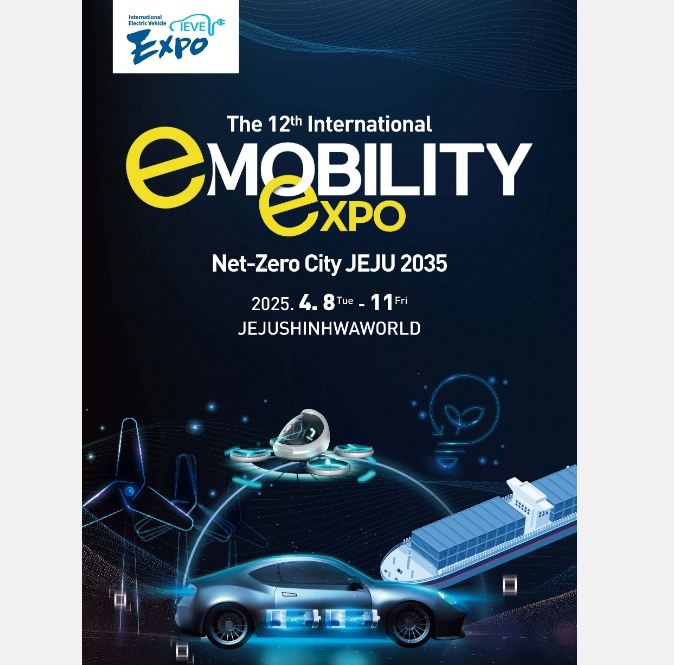 International
Electric Vehicle
IEVE
EXPO
The 12th International
eMOBILITY
eXPO
Net-Zero City JEJU 2035
2025. 4. 8 Tue - 11 Fri
JEJUSHINHWAWORLD